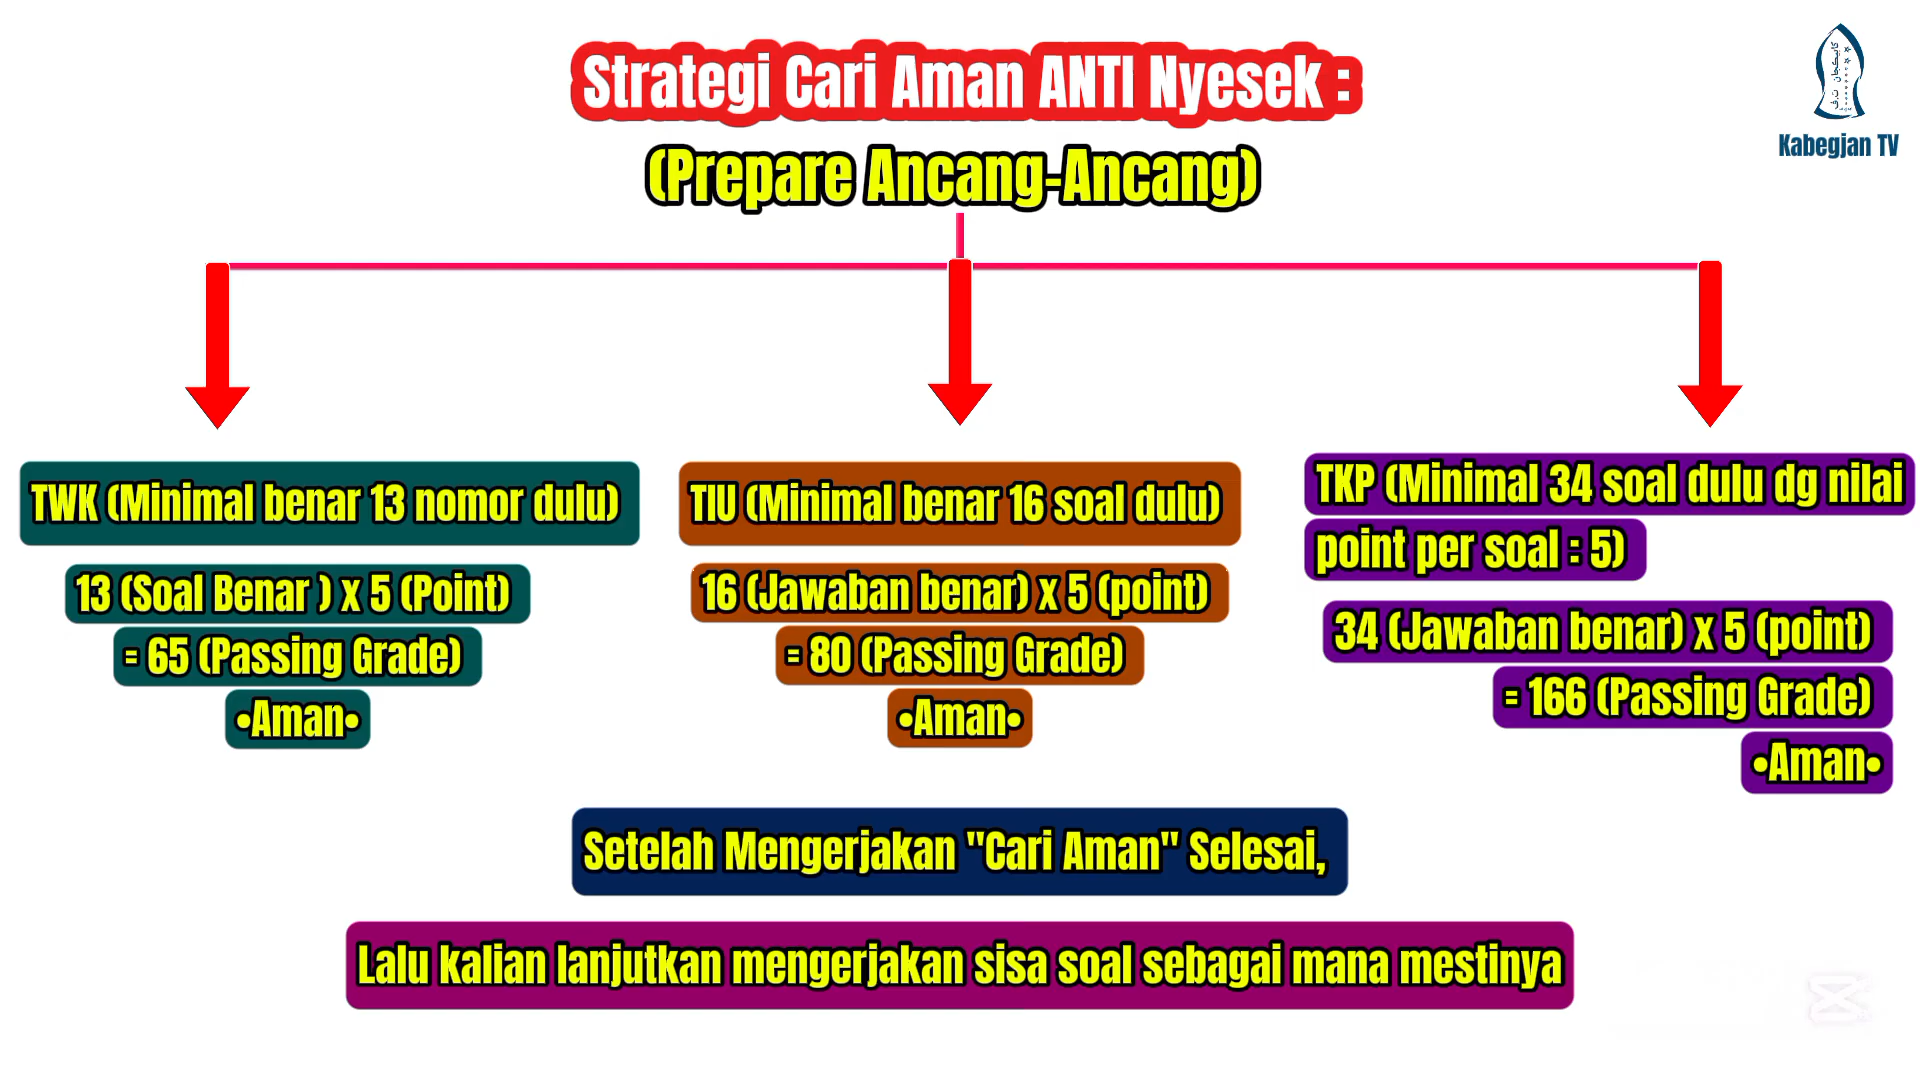 Strategi Cari Aman ANTI Nyesek :
(Prepare Ancang-Ancang)
Kabegjan TV
TWK (Minimal benar 13 nomor dulu)
13 (Soal Benar ) x 5 (Point)
= 65 (Passing Grade)
•Aman•
TIU (Minimal benar 16 soal dulu)
16 (Jawaban benar) x 5 (point)
= 80 (Passing Grade)
•Aman•
TKP (Minimal 34 soal dulu dg nilai
point per soal : 5)
34 (Jawaban benar) x 5 (point)
= 166 (Passing Grade)
•Aman•
Setelah Mengerjakan "Cari Aman" Selesai,
Lalu kalian lanjutkan mengerjakan sisa soal sebagai mana mestinya